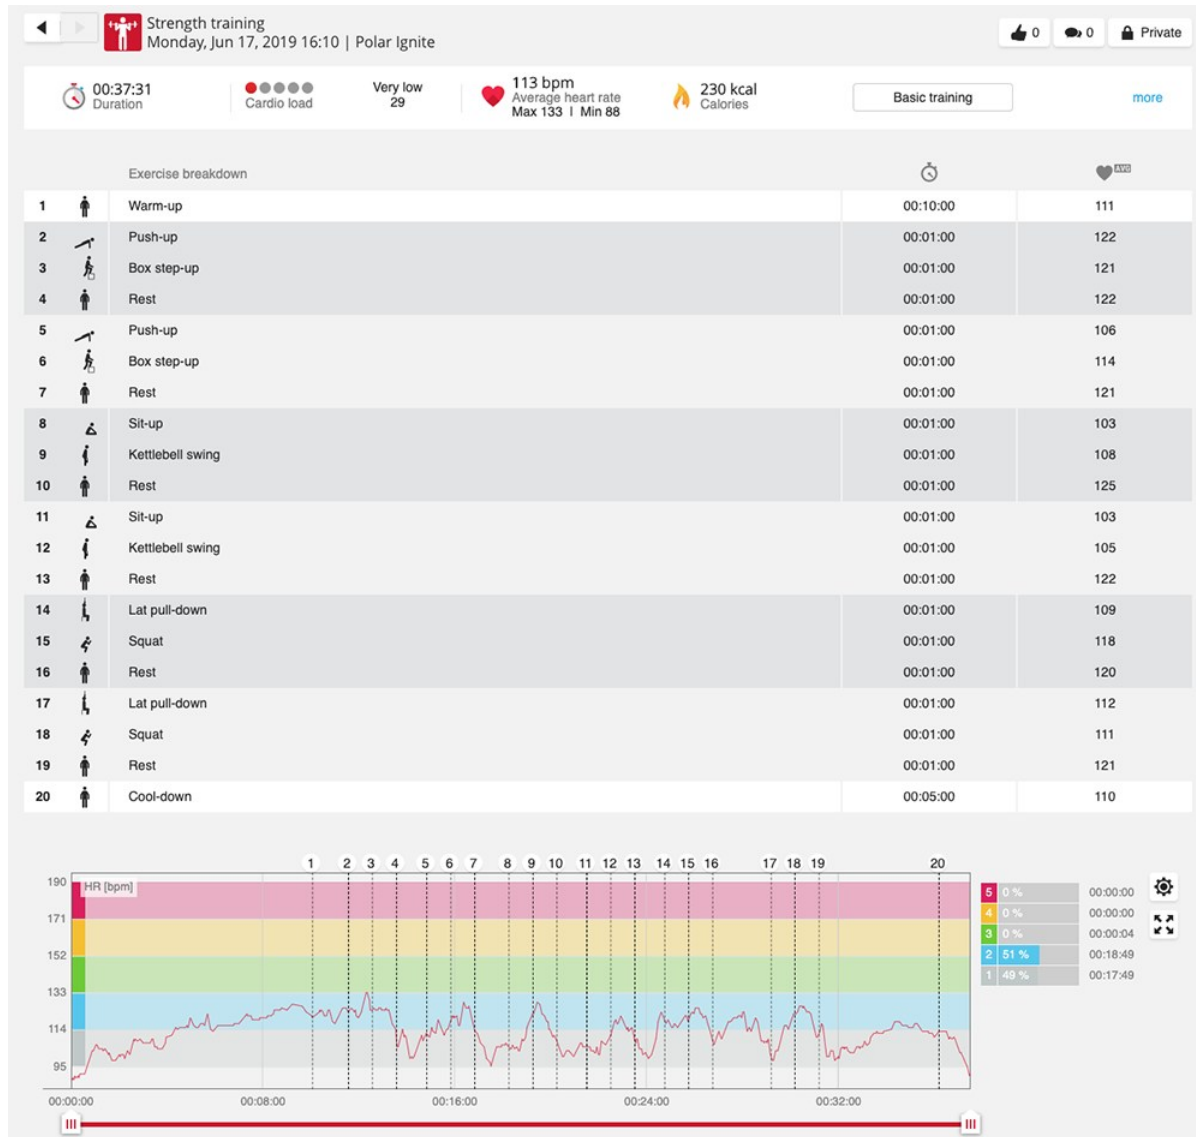 Strength training
Monday, Jun 17, 2019 16:10 | Polar Ignite
0
0
Private
00:37:31
Duration
Cardio load
Very low
29
113 bpm
Average heart rate
Max 133 | Min 88
230 kcal
Calories
Basic training
more
Exercise breakdown AVG
1 Warm-up 00:10:00 111
2 Push-up 00:01:00 122
3 Box step-up 00:01:00 121
4 Rest 00:01:00 122
5 Push-up 00:01:00 106
6 Box step-up 00:01:00 114
7 Rest 00:01:00 121
8 Sit-up 00:01:00 103
9 Kettlebell swing 00:01:00 108
10 Rest 00:01:00 125
11 Sit-up 00:01:00 103
12 Kettlebell swing 00:01:00 105
13 Rest 00:01:00 122
14 Lat pull-down 00:01:00 109
15 Squat 00:01:00 118
16 Rest 00:01:00 120
17 Lat pull-down 00:01:00 112
18 Squat 00:01:00 111
19 Rest 00:01:00 121
20 Cool-down 00:05:00 110
1 2 3 4 5 6 7 8 9 10 11 12 13 14 15 16 17 18 19 20
HR [bpm]
190
171
152
133
114
95
00:00:00 00:08:00 00:16:00 00:24:00 00:32:00
5 0 % 00:00:00
4 0 % 00:00:00
3 0 % 00:00:04
2 51 % 00:18:49
1 49 % 00:17:49